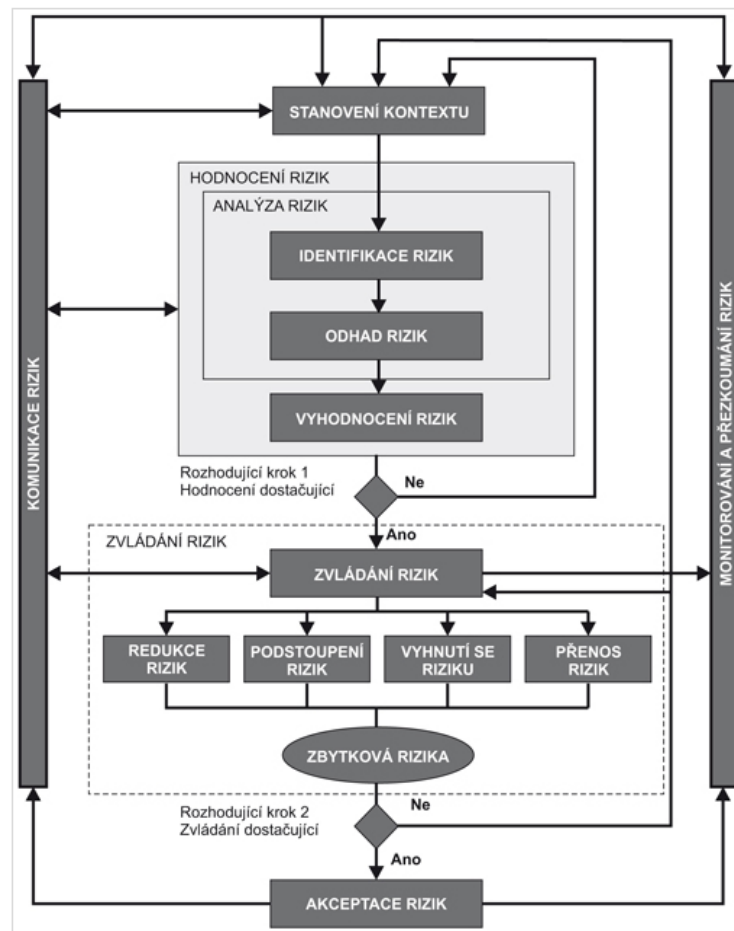 STANOVENÍ KONTEXTU
HODNOCENÍ RIZIK
ANALÝZA RIZIK
IDENTIFIKACE RIZIK
ODHAD RIZIK
VYHODNOCENÍ RIZIK
KOMUNIKACE RIZIK
MONITOROVÁNÍ A PŘEZKOUMÁNÍ RIZIK
Rozhodující krok 1
Hodnocení dostačující
Ne
Ano
ZVLÁDÁNÍ RIZIK
ZVLÁDÁNÍ RIZIK
REDUKCE
RIZIK
PODSTOUPENÍ
RIZIK
VYHNUTÍ SE
RIZIKU
PŘENOS
RIZIK
ZBYTKOVÁ RIZIKA
Rozhodující krok 2
Zvládání dostačující
Ne
Ano
AKCEPTACE RIZIK